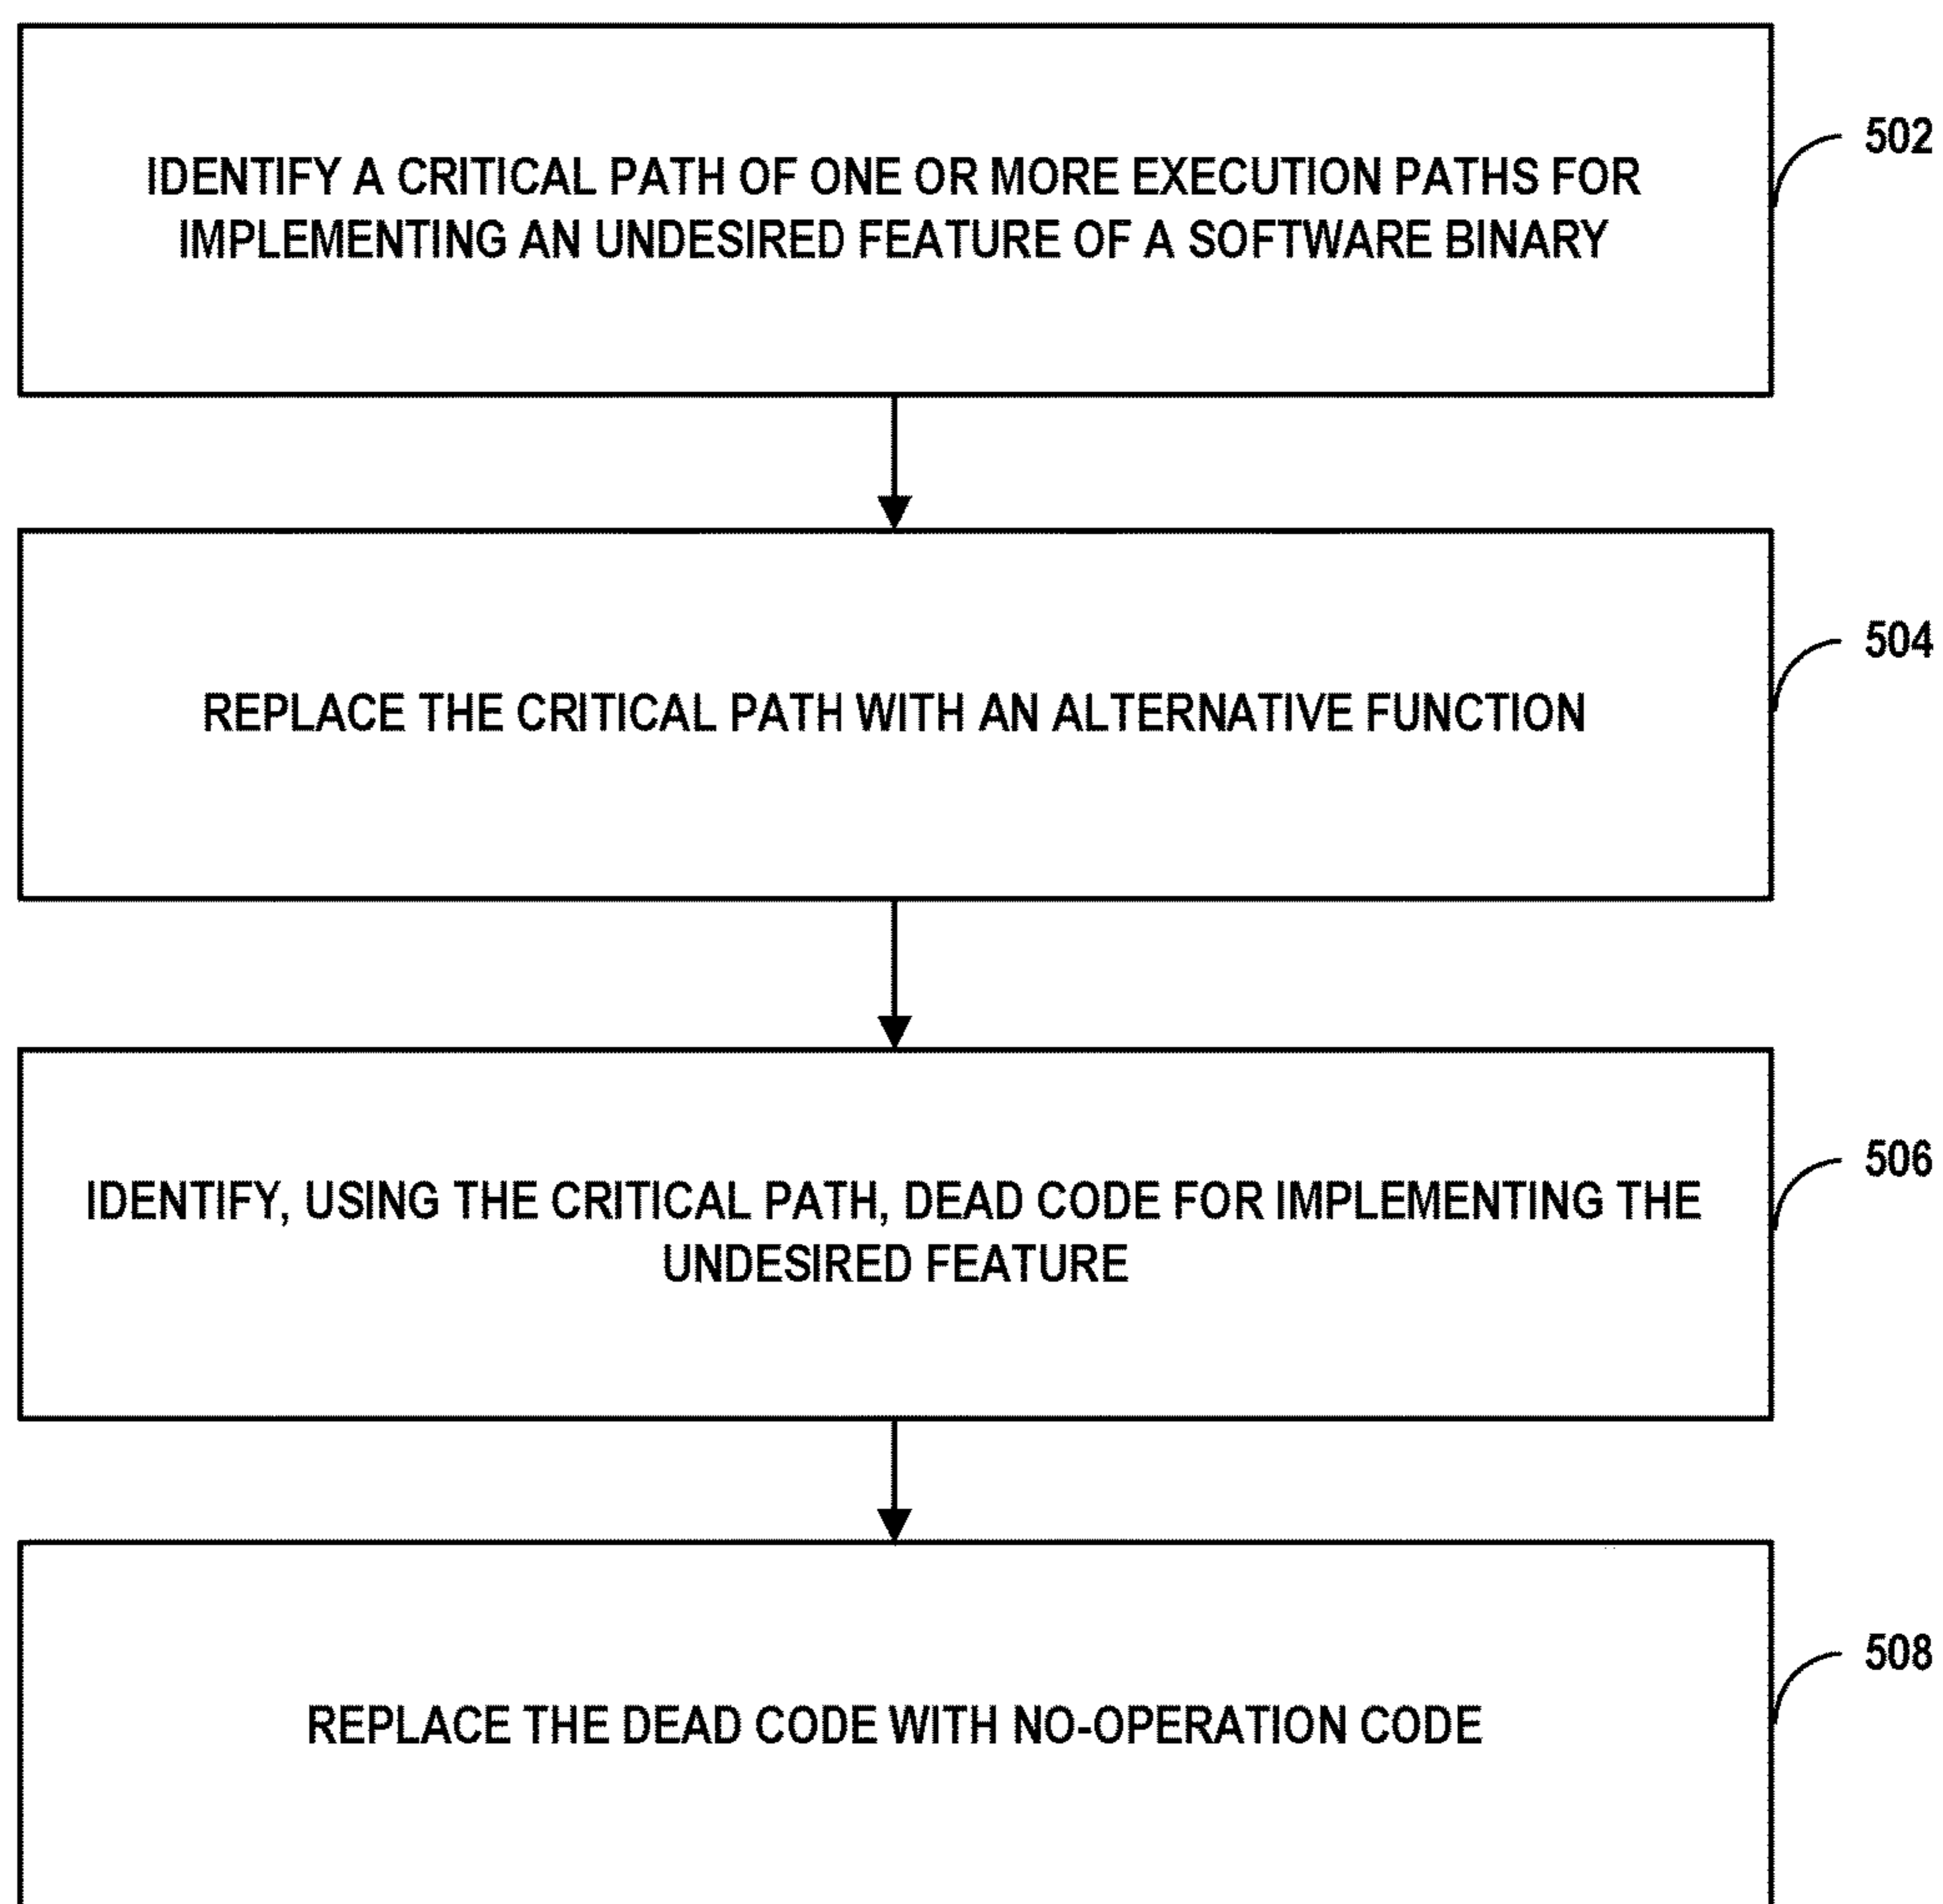 IDENTIFY A CRITICAL PATH OF ONE OR MORE EXECUTION PATHS FOR
IMPLEMENTING AN UNDESIRED FEATURE OF A SOFTWARE BINARY
502
REPLACE THE CRITICAL PATH WITH AN ALTERNATIVE FUNCTION
504
IDENTIFY, USING THE CRITICAL PATH, DEAD CODE FOR IMPLEMENTING THE
UNDESIRED FEATURE
506
REPLACE THE DEAD CODE WITH NO-OPERATION CODE
508